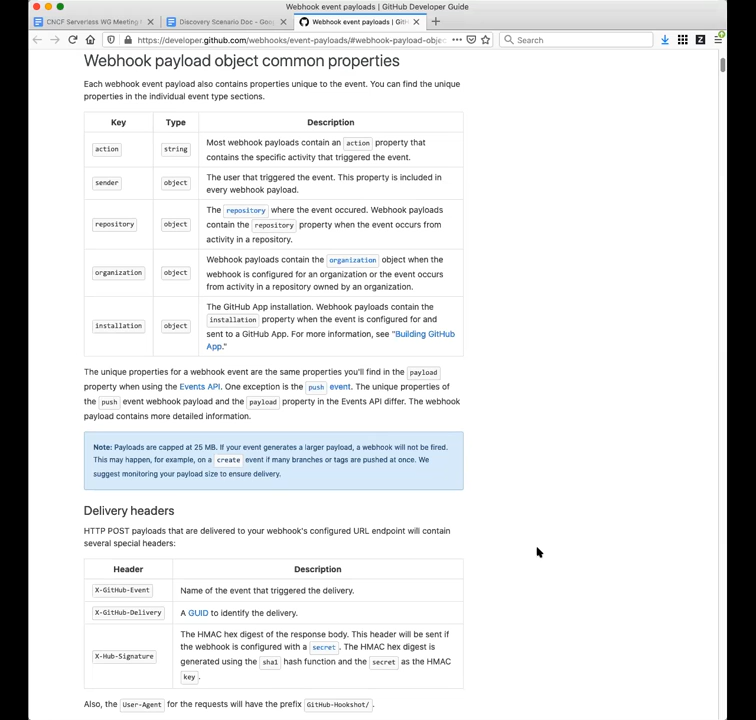 Webhook event payloads | GitHub Developer Guide
CNCF Serverless WG Meeting
Discovery Scenario Doc - Goo
Webhook event payloads | GitH
https://developer.github.com/webhooks/event-payloads/#webhook-payload-objec
Search
Webhook payload object common properties
Each webhook event payload also contains properties unique to the event. You can find the unique
properties in the individual event type sections.
Key Type Description
action string Most webhook payloads contain an action property that
contains the specific activity that triggered the event.
sender object The user that triggered the event. This property is included in
every webhook payload.
repository object The repository where the event occured. Webhook payloads
contain the repository property when the event occurs from
activity in a repository.
organization object Webhook payloads contain the organization object when the
webhook is configured for an organization or the event occurs
from activity in a repository owned by an organization.
installation object The GitHub App installation. Webhook payloads contain the
installation property when the event is configured for and
sent to a GitHub App. For more information, see "Building GitHub
App."
The unique properties for a webhook event are the same properties you'll find in the payload
property when using the Events API. One exception is the push event. The unique properties of
the push event webhook payload and the payload property in the Events API differ. The webhook
payload contains more detailed information.
Note: Payloads are capped at 25 MB. If your event generates a larger payload, a webhook will not be fired.
This may happen, for example, on a create event if many branches or tags are pushed at once. We
suggest monitoring your payload size to ensure delivery.
Delivery headers
HTTP POST payloads that are delivered to your webhook's configured URL endpoint will contain
several special headers:
Header Description
X-GitHub-Event Name of the event that triggered the delivery.
X-GitHub-Delivery A GUID to identify the delivery.
X-Hub-Signature The HMAC hex digest of the response body. This header will be sent if
the webhook is configured with a secret. The HMAC hex digest is
generated using the sha1 hash function and the secret as the HMAC
key.
Also, the User-Agent for the requests will have the prefix GitHub-Hookshot/.